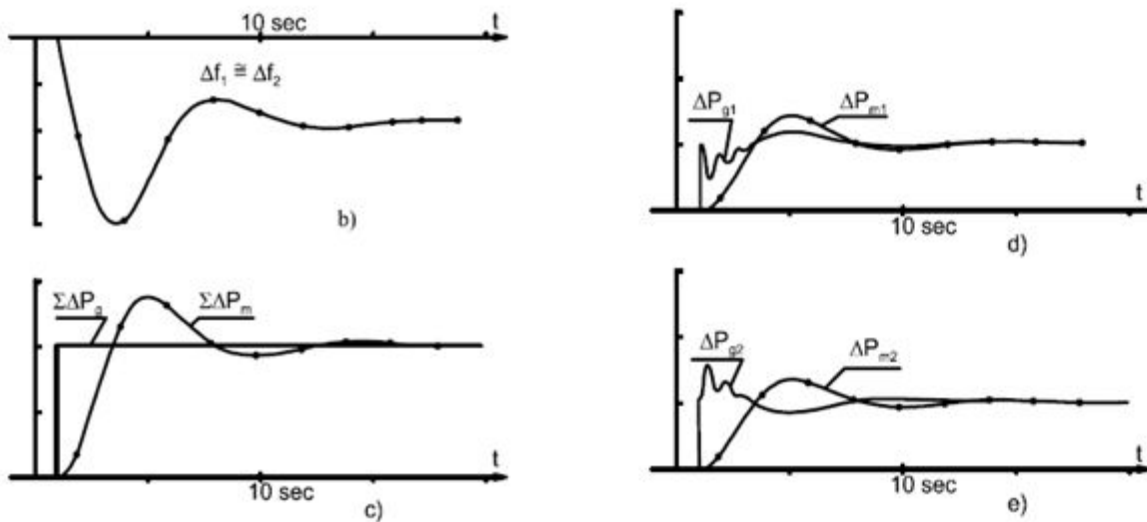 10 sec
t
Δf₁ ≅ Δf₂
b)
ΣΔP_g
ΣΔP_m
t
10 sec
c)
ΔP_g1
ΔP_m1
t
10 sec
d)
ΔP_g2
ΔP_m2
t
10 sec
e)